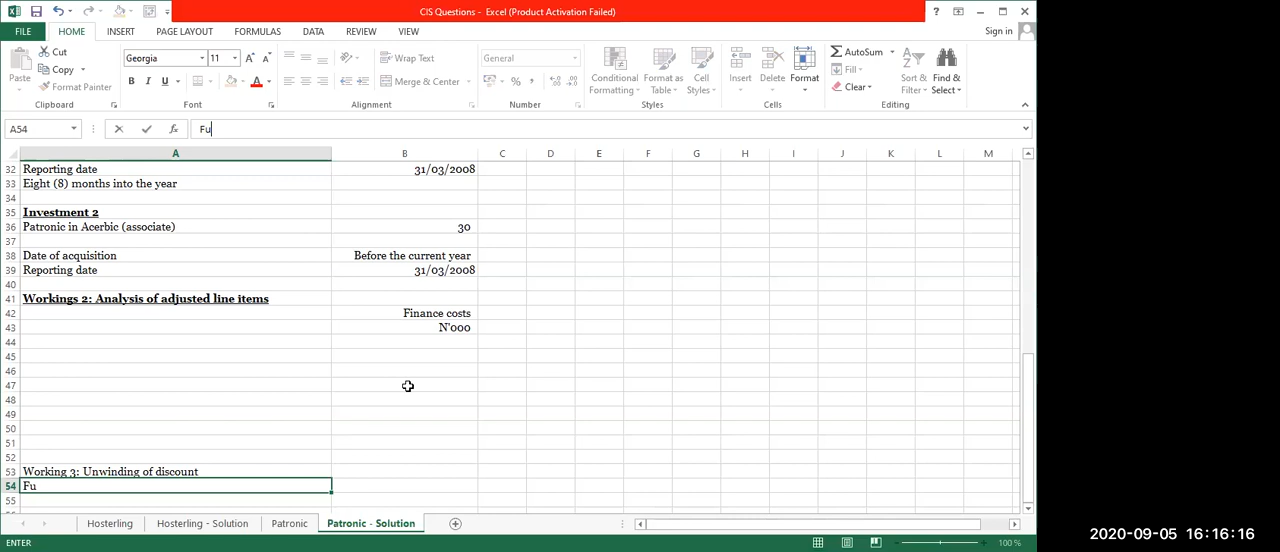 CIS Questions - Excel (Product Activation Failed)
FILE HOME INSERT PAGE LAYOUT FORMULAS DATA REVIEW VIEW Sign in
Paste Cut Copy Format Painter
Georgia 11
B I U A
Wrap Text
Merge & Center
General
Conditional Formatting
Format as Table
Cell Styles
Insert Delete Format
AutoSum
Fill
Clear
Sort & Filter
Find & Select
Clipboard Font Alignment Number Styles Cells Editing
A54 fx Fu
A B C D E F G H I J K L M
32 Reporting date 31/03/2008
33 Eight (8) months into the year
34
35 Investment 2
36 Patronic in Acerbic (associate) 30
37
38 Date of acquisition Before the current year
39 Reporting date 31/03/2008
40
41 Workings 2: Analysis of adjusted line items
42 Finance costs
43 N'000
44
45
46
47
48
49
50
51
52
53 Working 3: Unwinding of discount
54 Fu
55
Hosterling Hosterling - Solution Patronic Patronic - Solution
ENTER 100 %
2020-09-05 16:16:16